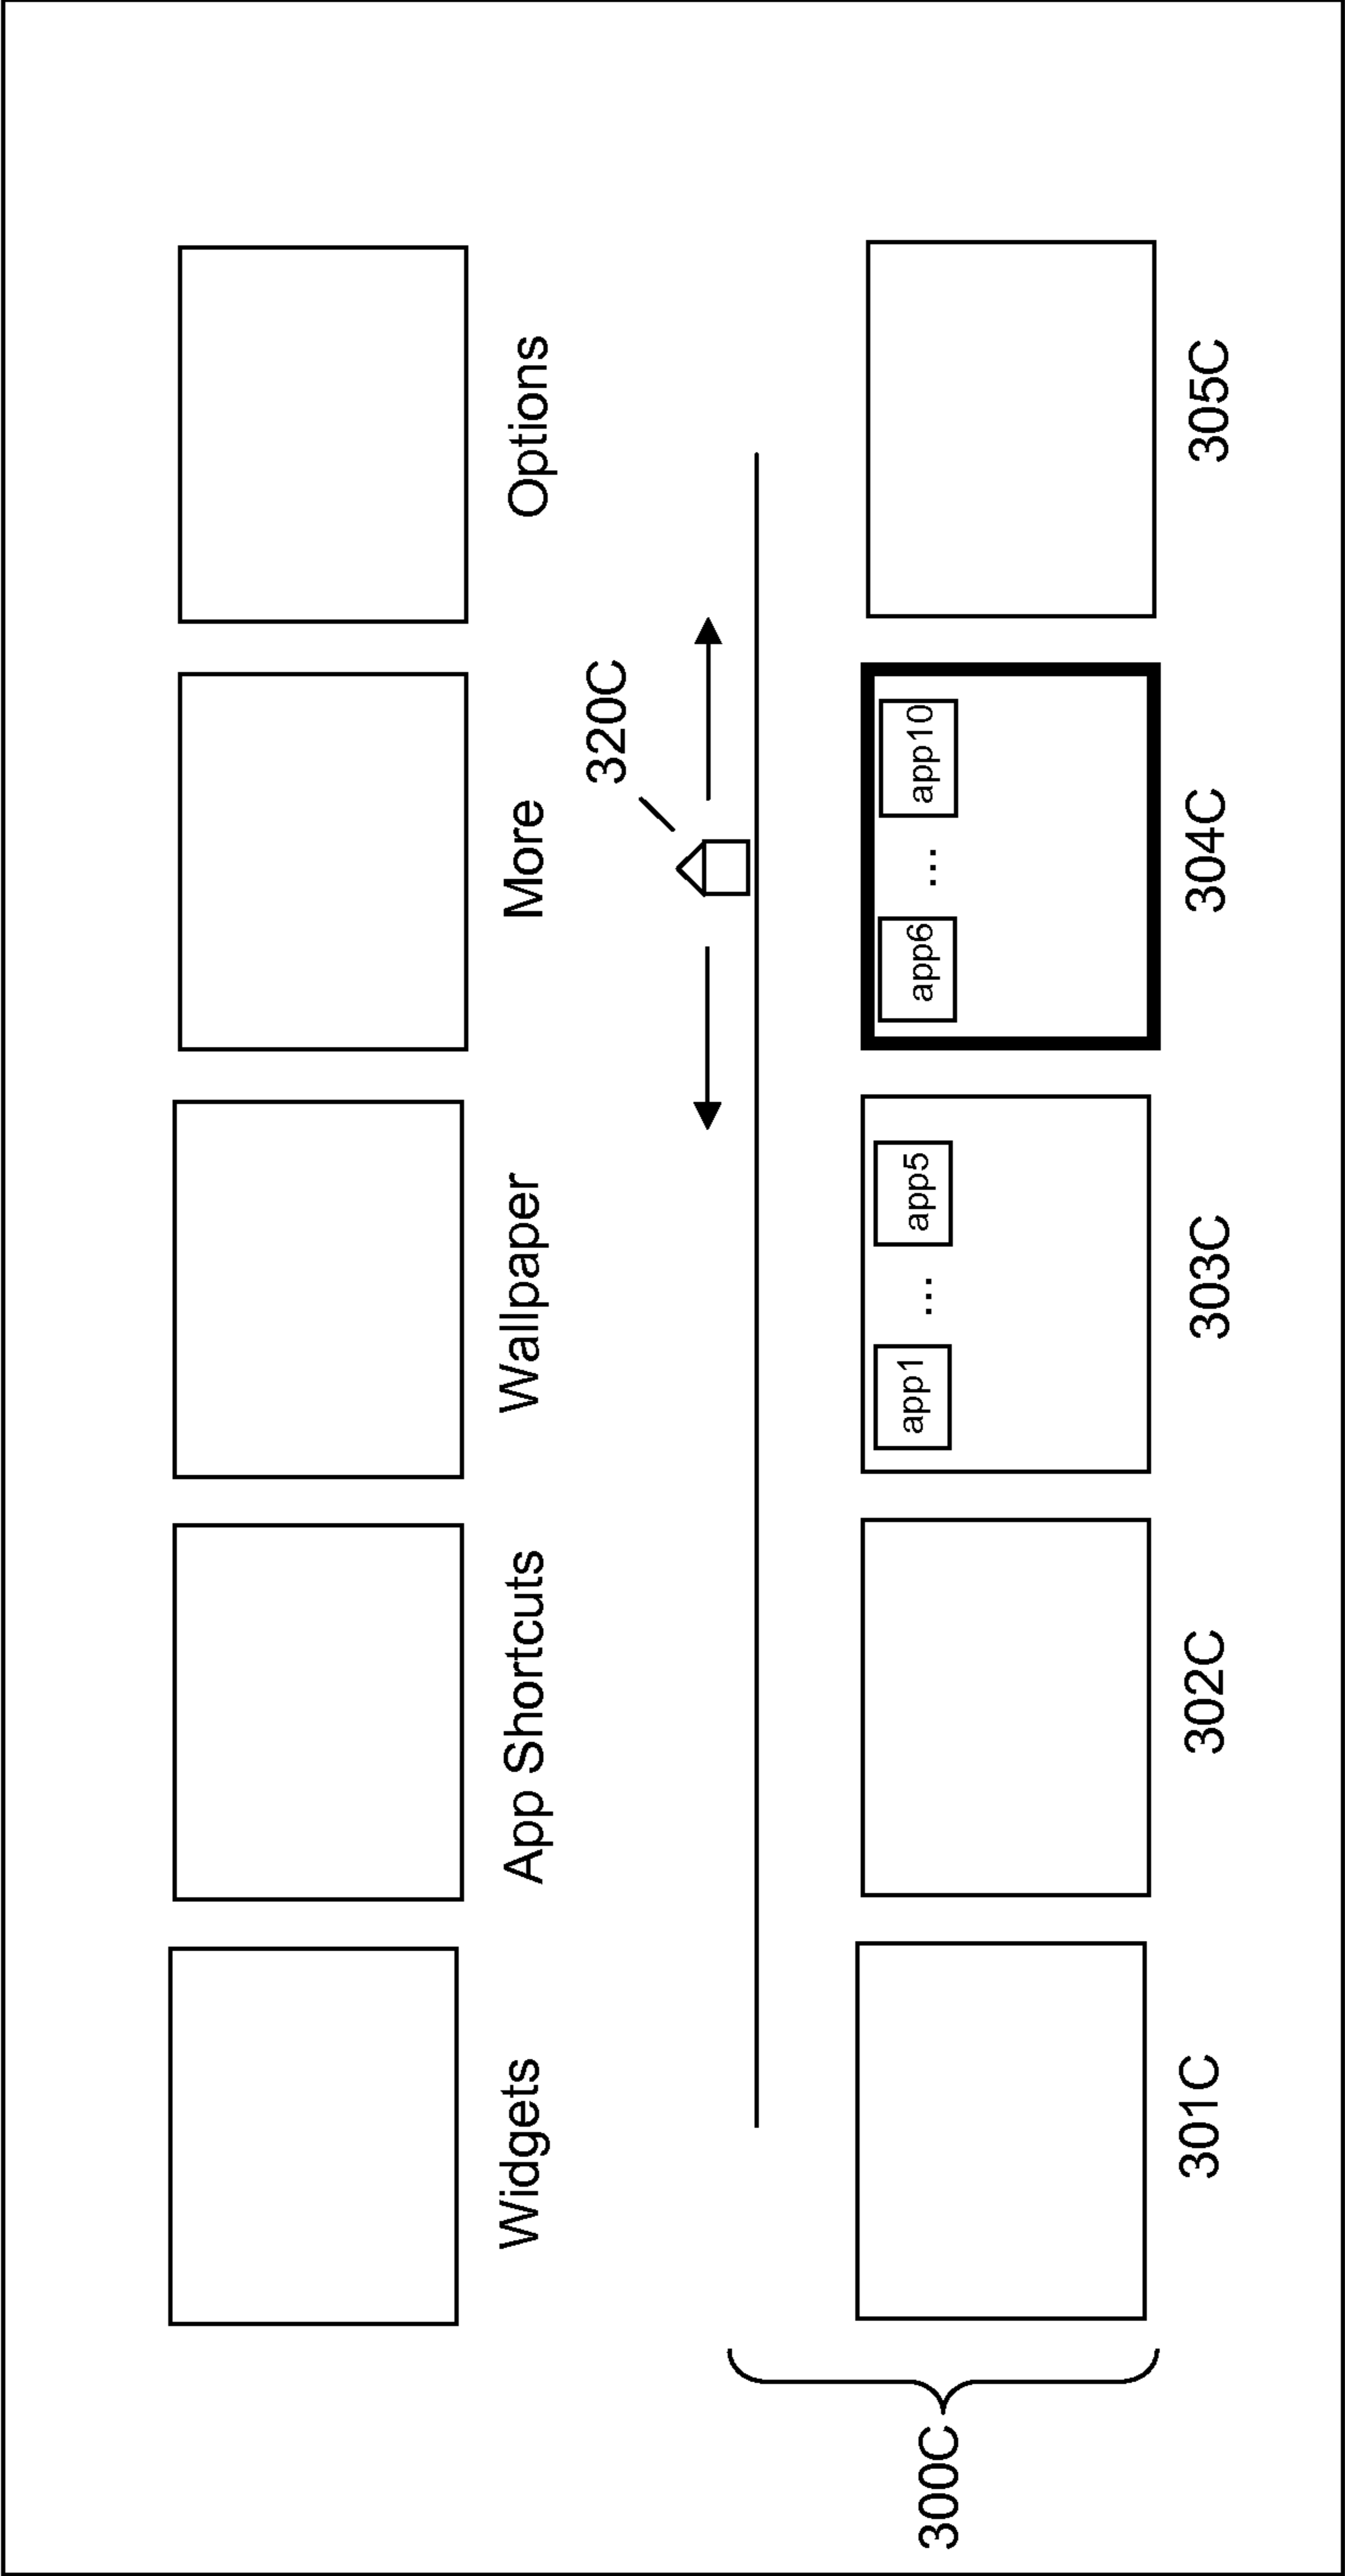 Widgets
App Shortcuts
Wallpaper
More
Options
320C
app1
...
app5
app6
...
app10
300C
301C
302C
303C
304C
305C